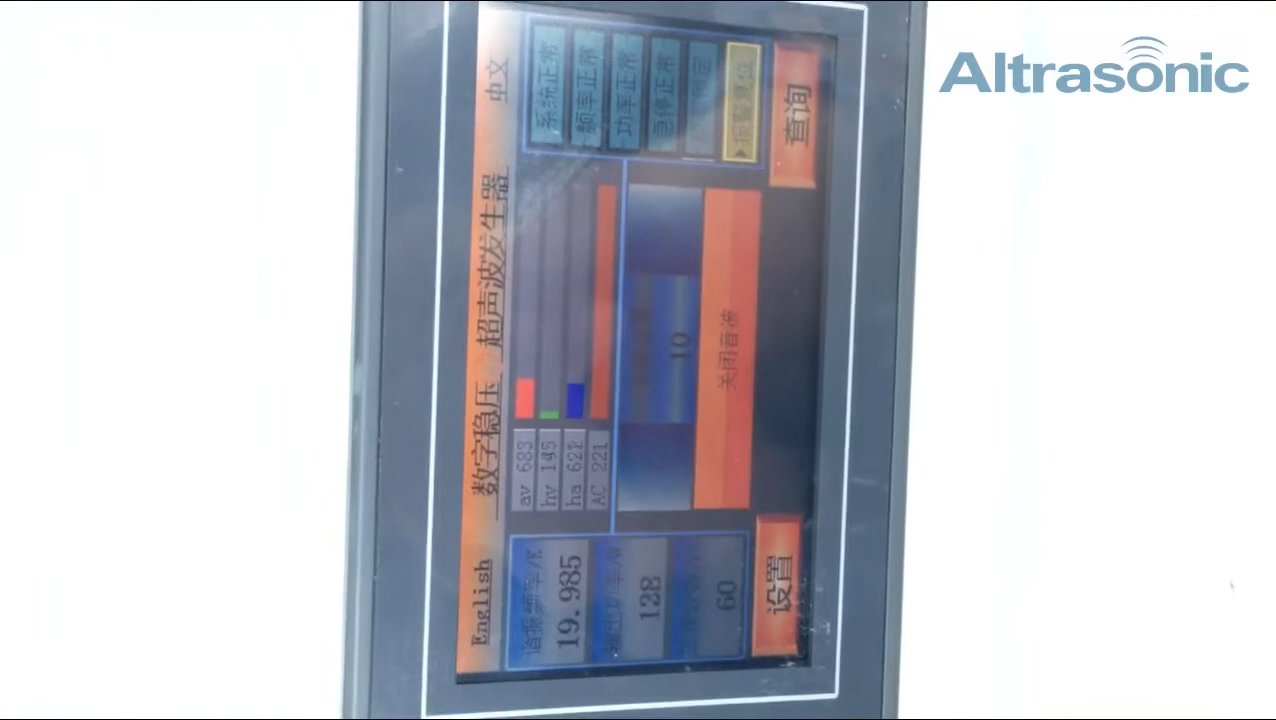 Altrasonic
English
数字稳压 超声波发生器
中文
谐振频率/K
19.985
128
60
av 683
hv
ha
AC 221
10
关闭音波
系统正常
频率正常
功率正常
急停正常
设置
查询